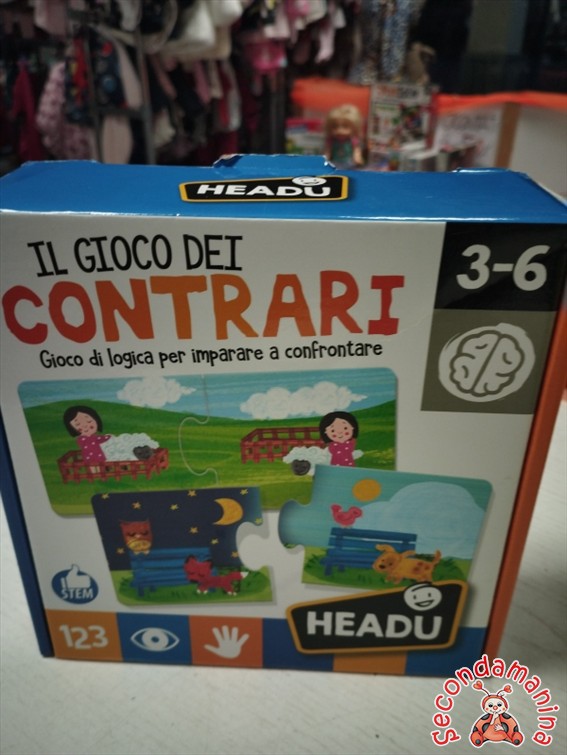 HEADU
IL GIOCO DEI
CONTRARI
Gioco di logica per imparare a confrontare
3-6
STEM
123
HEADU
secondamanina